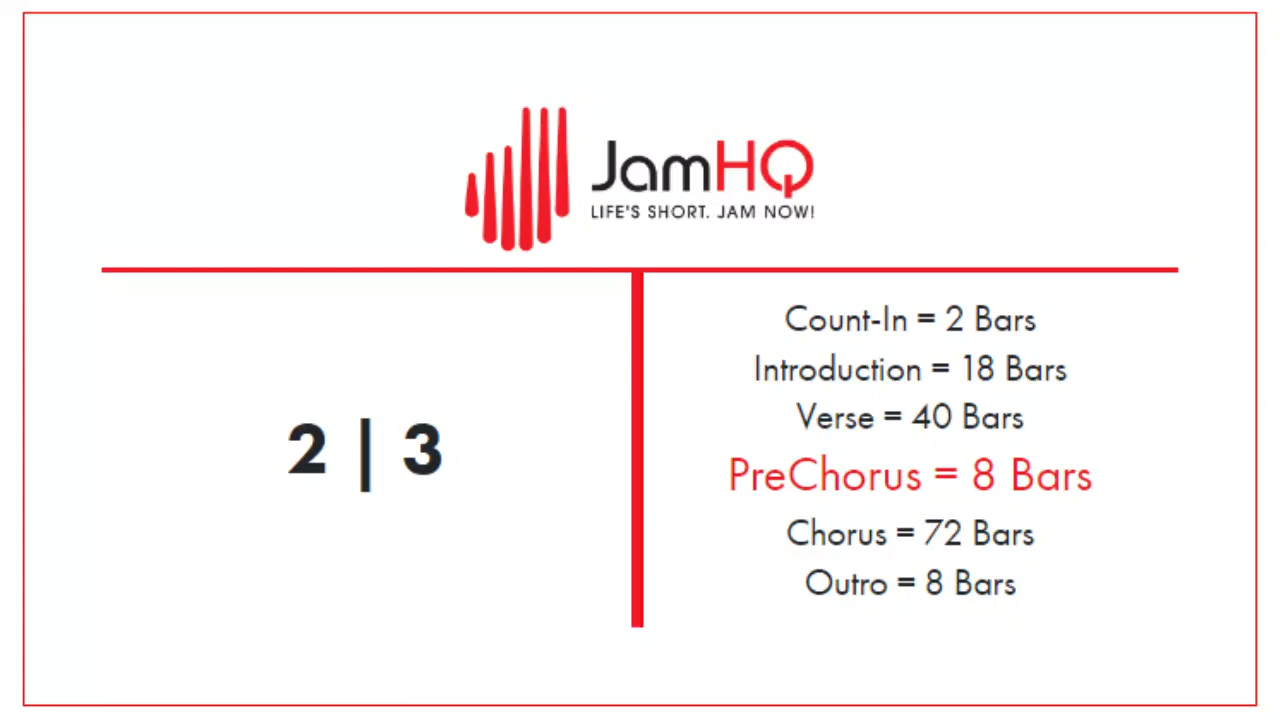 JamHQ
LIFE'S SHORT. JAM NOW!
2 | 3
Count-In = 2 Bars
Introduction = 18 Bars
Verse = 40 Bars
PreChorus = 8 Bars
Chorus = 72 Bars
Outro = 8 Bars